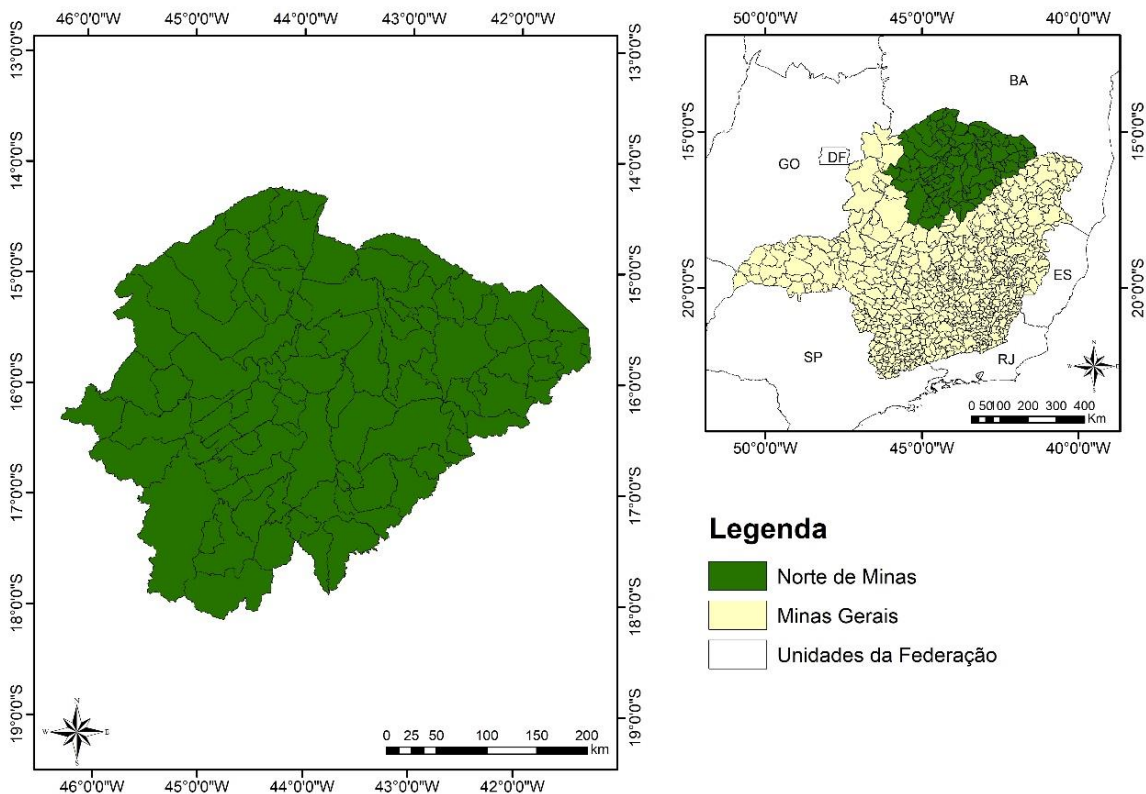 46°0'0"W 45°0'0"W 44°0'0"W 43°0'0"W 42°0'0"W
13°0'0"S
14°0'0"S
15°0'0"S
16°0'0"S
17°0'0"S
18°0'0"S
19°0'0"S
13°0'0"S
14°0'0"S
15°0'0"S
16°0'0"S
17°0'0"S
18°0'0"S
19°0'0"S
N
W E
S
0 25 50 100 150 200
km
46°0'0"W 45°0'0"W 44°0'0"W 43°0'0"W 42°0'0"W
50°0'0"W 45°0'0"W 40°0'0"W
15°0'0"S
20°0'0"S
15°0'0"S
20°0'0"S
BA
GO
DF
ES
SP
RJ
N
W E
S
0 50100 200 300 400
Km
50°0'0"W 45°0'0"W 40°0'0"W
Legenda
Norte de Minas
Minas Gerais
Unidades da Federação